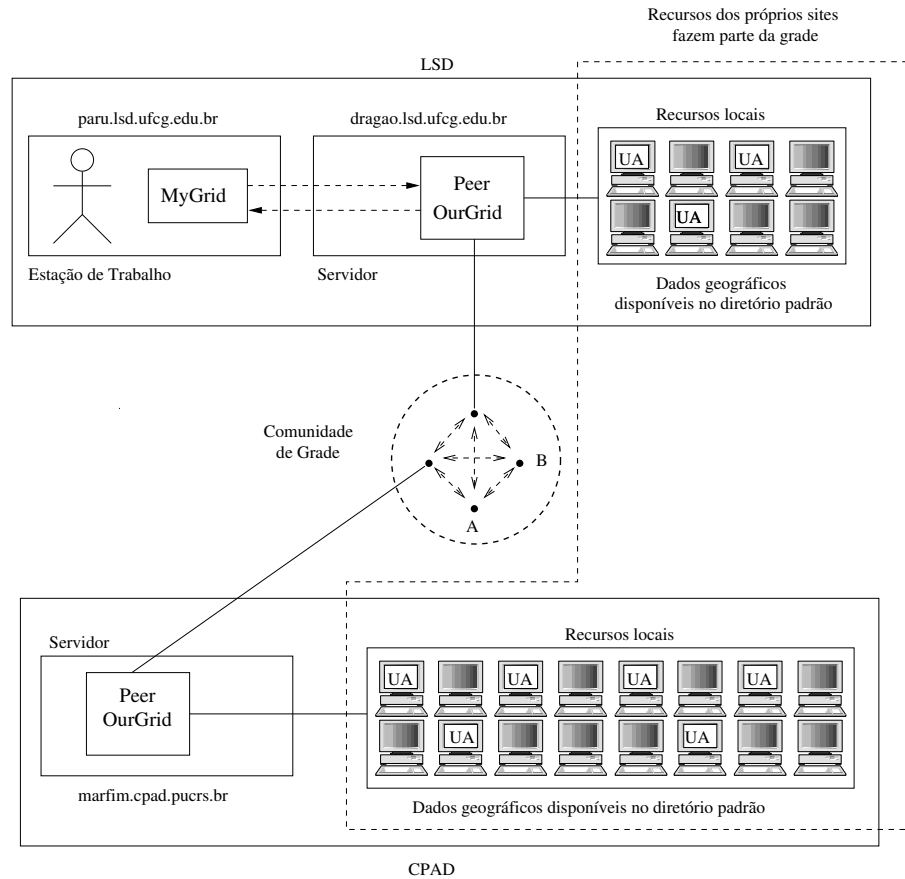 Recursos dos próprios sites
fazem parte da grade
LSD
paru.lsd.ufcg.edu.br
dragao.lsd.ufcg.edu.br
Recursos locais
UA
UA
MyGrid
Peer
OurGrid
UA
Estação de Trabalho
Servidor
Dados geográficos
disponíveis no diretório padrão
Comunidade
de Grade
B
A
Servidor
Recursos locais
Peer
OurGrid
UA
UA
UA
UA
UA
UA
marfim.cpad.pucrs.br
Dados geográficos disponíveis no diretório padrão
CPAD